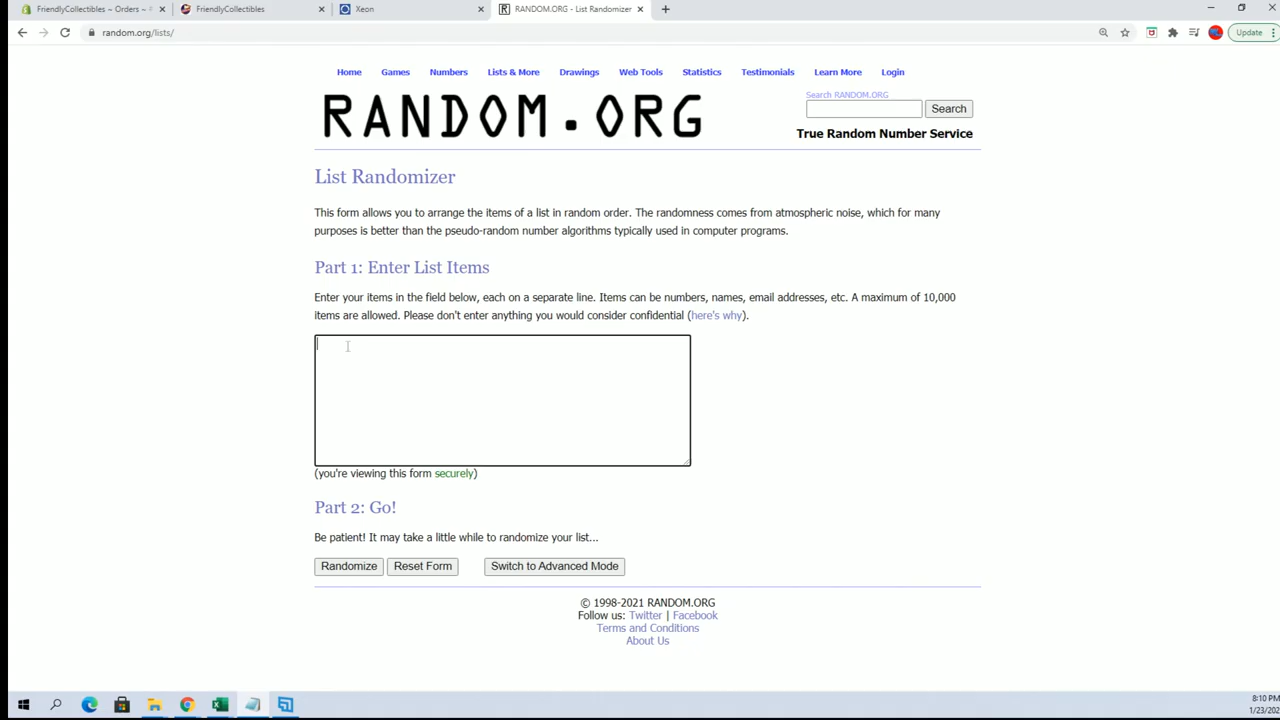 FriendlyCollectibles ~ Orders ~ #
FriendlyCollectibles
Xeon
RANDOM.ORG - List Randomizer
random.org/lists/
Update
Home Games Numbers Lists & More Drawings Web Tools Statistics Testimonials Learn More Login
RANDOM.ORG
Search RANDOM.ORG
Search
True Random Number Service
List Randomizer
This form allows you to arrange the items of a list in random order. The randomness comes from atmospheric noise, which for many
purposes is better than the pseudo-random number algorithms typically used in computer programs.
Part 1: Enter List Items
Enter your items in the field below, each on a separate line. Items can be numbers, names, email addresses, etc. A maximum of 10,000
items are allowed. Please don't enter anything you would consider confidential (here's why).
(you're viewing this form securely)
Part 2: Go!
Be patient! It may take a little while to randomize your list...
Randomize Reset Form Switch to Advanced Mode
© 1998-2021 RANDOM.ORG
Follow us: Twitter | Facebook
Terms and Conditions
About Us
8:10 PM
1/23/202